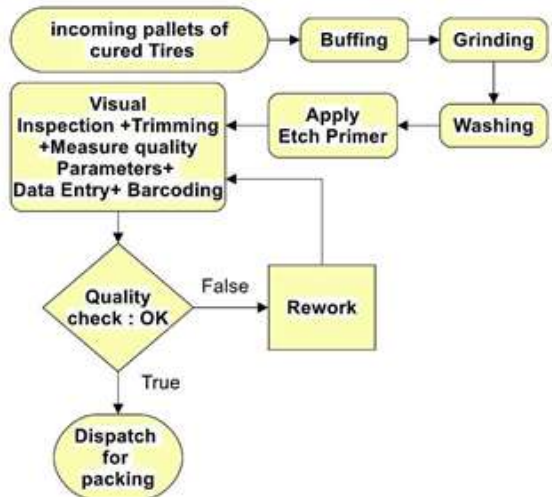 incoming pallets of
cured Tires
Buffing
Grinding
Visual
Inspection +Trimming
+Measure quality
Parameters+
Data Entry+ Barcoding
Apply
Etch Primer
Washing
Quality
check : OK
False
Rework
True
Dispatch
for
packing